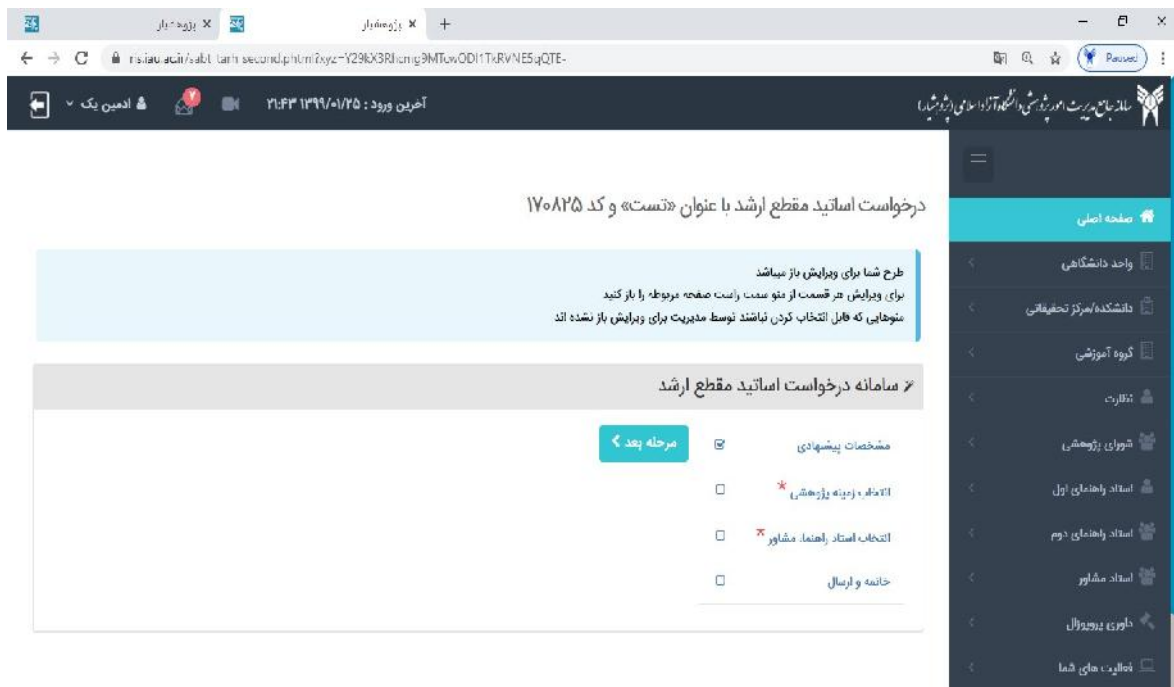 پژوهشیار
پژوهشیار
Paused
سامانه جامع مدیریت امور پژوهشی دانشگاه آزاد اسلامی (پژوهشیار)
آخرین ورود : ۱۳۹۹/۰۱/۲۵ ۲۱:۴۳
۷
ادمین یک
صفحه اصلی
واحد دانشگاهی
دانشکده/مرکز تحقیقاتی
گروه آموزشی
نظارت
شورای پژوهشی
استاد راهنمای اول
استاد راهنمای دوم
استاد مشاور
داوری پروپوزال
فعالیت های شما
درخواست اساتید مقطع ارشد با عنوان «تست» و کد ۱۷۰۸۲۵
طرح شما برای ویرایش باز میباشد
برای ویرایش هر قسمت از منو سمت راست صفحه مربوطه را باز کنید
منوهایی که قابل انتخاب کردن نباشند توسط مدیریت برای ویرایش باز نشده اند
سامانه درخواست اساتید مقطع ارشد
مشخصات پیشنهادی
مرحله بعد
انتخاب زمینه پژوهشی *
انتخاب استاد راهنما، مشاور *
خاتمه و ارسال